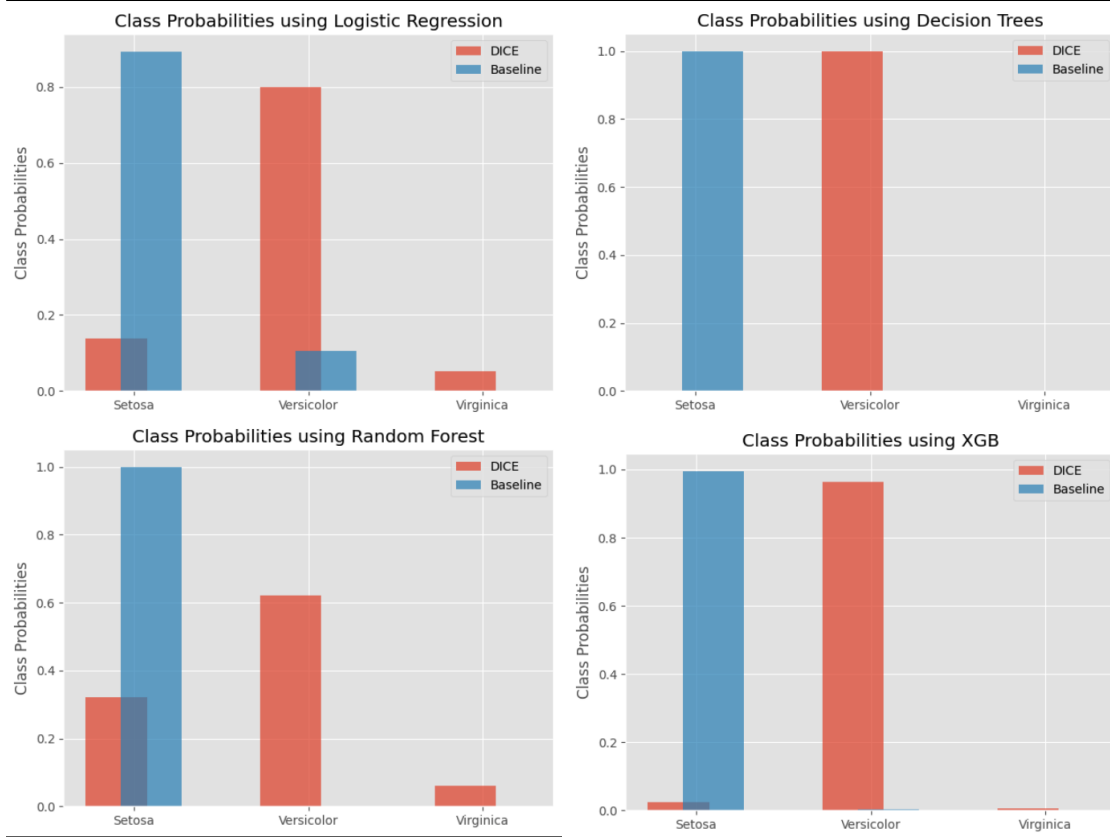 Class Probabilities using Logistic Regression
DICE
Baseline
Class Probabilities
0.8
0.6
0.4
0.2
0.0
Setosa
Versicolor
Virginica
Class Probabilities using Decision Trees
DICE
Baseline
Class Probabilities
1.0
0.8
0.6
0.4
0.2
0.0
Setosa
Versicolor
Virginica
Class Probabilities using Random Forest
DICE
Baseline
Class Probabilities
1.0
0.8
0.6
0.4
0.2
0.0
Setosa
Versicolor
Virginica
Class Probabilities using XGB
DICE
Baseline
Class Probabilities
1.0
0.8
0.6
0.4
0.2
0.0
Setosa
Versicolor
Virginica